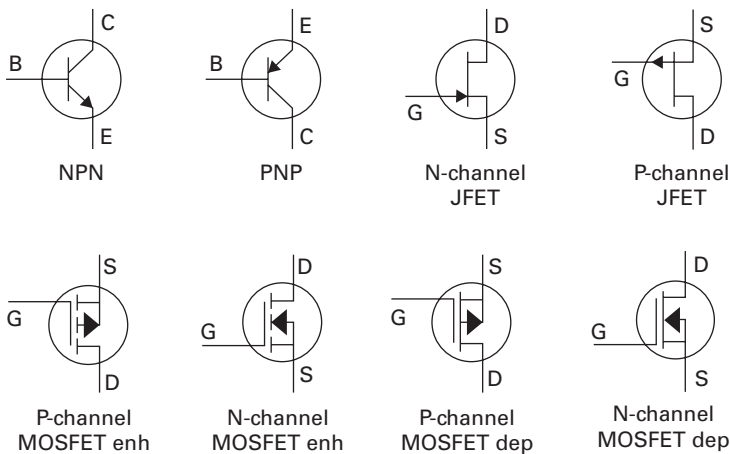 C
B
E
NPN
E
B
C
PNP
D
G
S
N-channel
JFET
S
G
D
P-channel
JFET
S
G
D
P-channel
MOSFET enh
D
G
S
N-channel
MOSFET enh
S
G
D
P-channel
MOSFET dep
D
G
S
N-channel
MOSFET dep